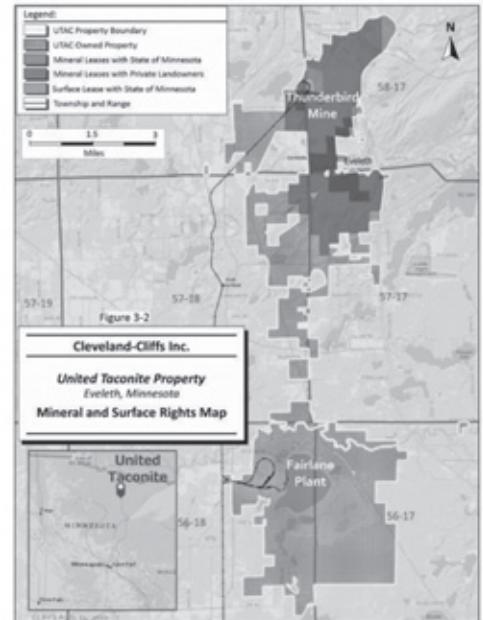 Legend:
UTAC Property Boundary
UTAC-Owned Property
Mineral Leases with State of Minnesota
Mineral Leases with Private Landowners
Surface Lease with State of Minnesota
Township and Range
0 1.5 3
Miles
N
Thunderbird
Mine
58-17
Eveleth
57-19
57-18
57-17
Figure 3-2
Cleveland-Cliffs Inc.
United Taconite Property
Eveleth, Minnesota
Mineral and Surface Rights Map
United
Taconite
MINNESOTA
Fairlane
Plant
56-18
56-17